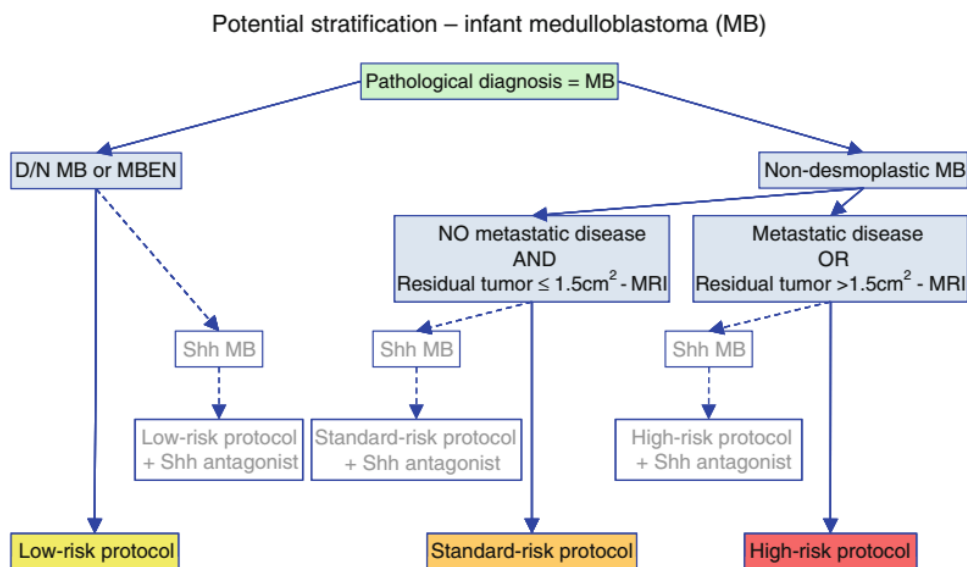 Potential stratification – infant medulloblastoma (MB)
Pathological diagnosis = MB
D/N MB or MBEN
Non-desmoplastic MB
NO metastatic disease
AND
Residual tumor ≤ 1.5cm² - MRI
Metastatic disease
OR
Residual tumor >1.5cm² - MRI
Shh MB
Shh MB
Shh MB
Low-risk protocol
+ Shh antagonist
Standard-risk protocol
+ Shh antagonist
High-risk protocol
+ Shh antagonist
Low-risk protocol
Standard-risk protocol
High-risk protocol